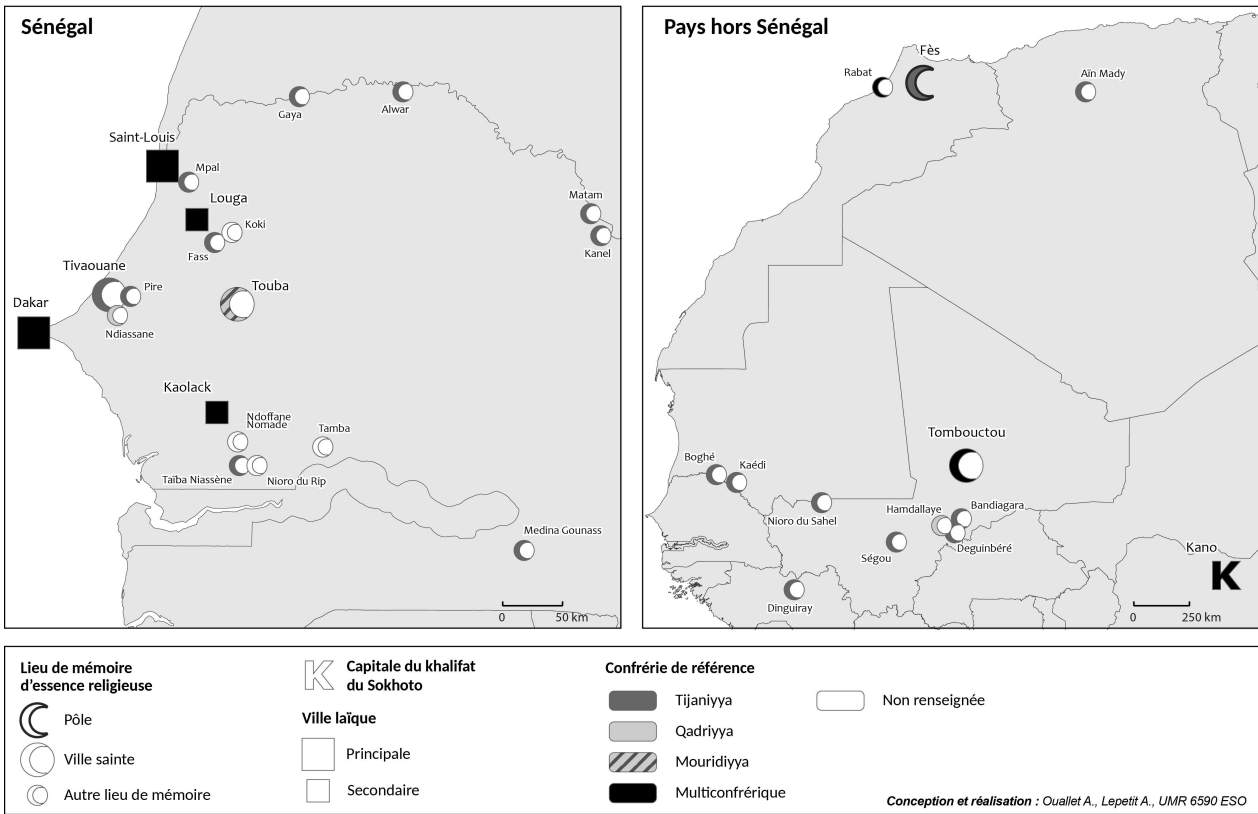 Sénégal
Gaya
Alwar
Saint-Louis
Mpal
Louga
Koki
Fass
Matam
Kanel
Tivaouane
Pire
Touba
Dakar
Ndiassane
Kaolack
Ndoffane
Nomade
Tamba
Taïba Niassène
Nioro du Rip
Medina Gounass
0 50 km
Pays hors Sénégal
Fès
Rabat
Aïn Mady
Tombouctou
Boghé
Kaédi
Nioro du Sahel
Hamdallaye
Bandiagara
Ségou
Deguinbéré
Kano
K
Dinguiray
0 250 km
Lieu de mémoire
d'essence religieuse
Pôle
Ville sainte
Autre lieu de mémoire
K
Capitale du khalifat
du Sokhoto
Ville laïque
Principale
Secondaire
Confrérie de référence
Tijaniyya
Qadriyya
Mouridiyya
Multiconfrérique
Non renseignée
Conception et réalisation : Ouallet A., Lepetit A., UMR 6590 ESO